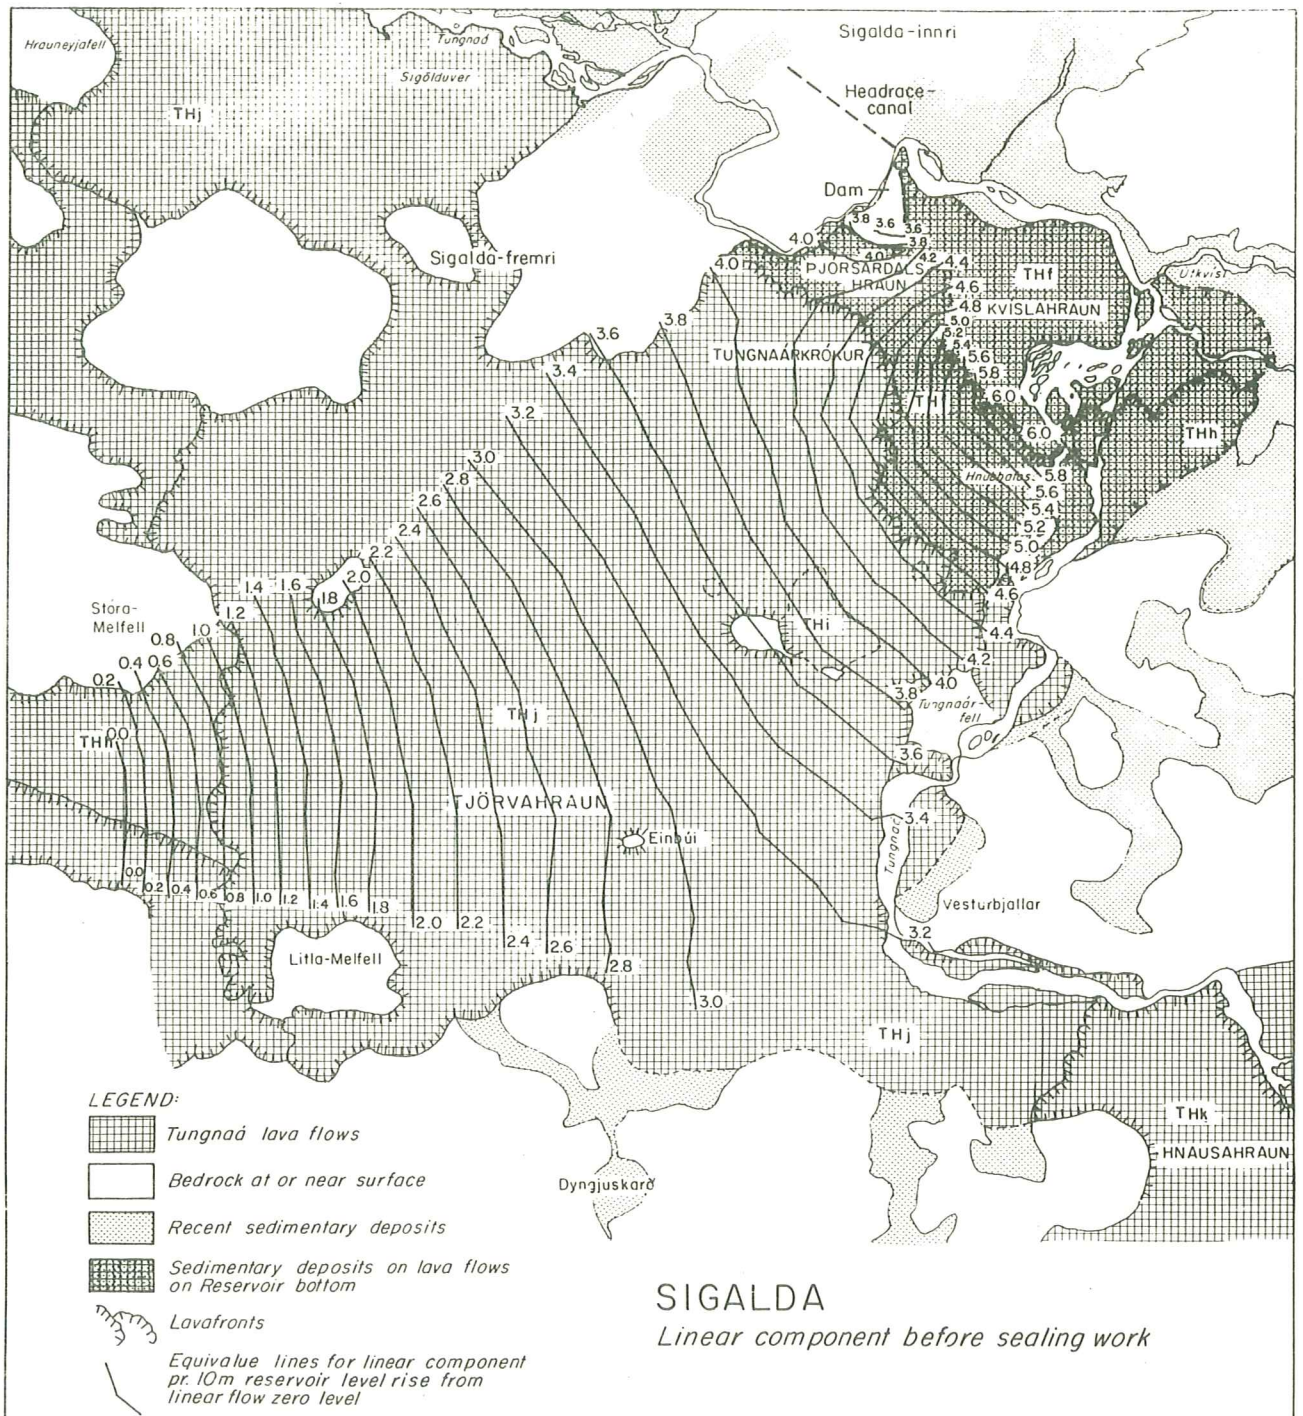 Hrauneyjafell
Tungnaá
Sigölduver
THj
Sigalda-innri
Headrace-
canal
Dam
3.8
3.6
3.6
3.8
4.0
4.0
4.2
4.4
4.0
Sigalda-fremri
ÞJÓRSÁRDALS
HRAUN
THf
Útkvísl
4.6
4.8
KVÍSLAHRAUN
5.0
5.2
5.4
5.6
5.8
6.0
6.0
3.8
3.6
3.4
3.2
TUNGNAÁRKRÓKUR
THi
THh
3.0
2.8
2.6
2.4
2.2
2.0
1.8
1.6
1.4
1.2
1.0
0.8
0.6
0.4
0.2
0.0
5.8
5.6
5.4
5.2
5.0
4.8
4.6
4.4
4.2
4.0
3.8
3.6
3.4
3.2
Stóra-
Melfell
THi
Tungnaár-
fell
THh
THj
TJÖRVAHRAUN
Einbúi
Tungnaá
Vesturbjallar
0.0
0.2
0.4
0.6
0.8
1.0
1.2
1.4
1.6
1.8
2.0
2.2
2.4
2.6
2.8
3.0
Litla-Melfell
THj
THk
HNAUSAHRAUN
Dyngjuskarð
LEGEND:
Tungnaá lava flows
Bedrock at or near surface
Recent sedimentary deposits
Sedimentary deposits on lava flows
on Reservoir bottom
Lavafronts
Equivalue lines for linear component
pr. 10m reservoir level rise from
linear flow zero level
SIGALDA
Linear component before sealing work